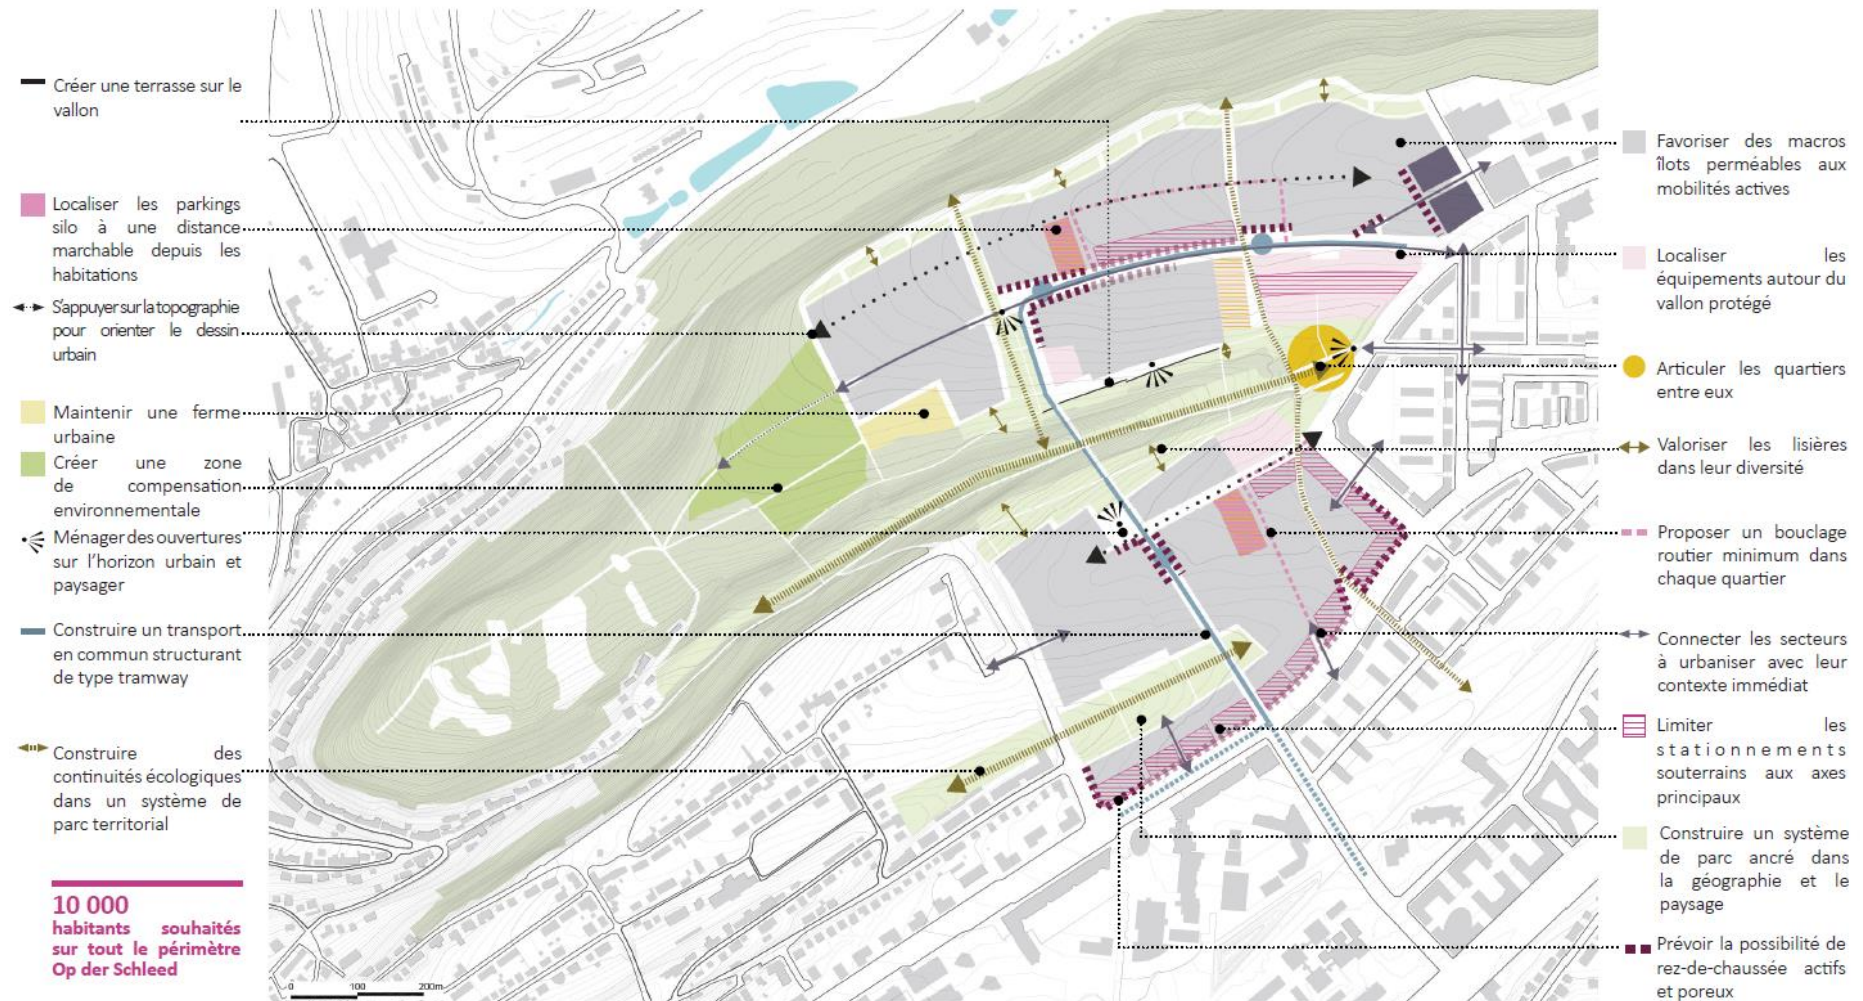 Créer une terrasse sur le
vallon
Localiser les parkings
silo à une distance
marchable depuis les
habitations
S'appuyer sur la topographie
pour orienter le dessin
urbain
Maintenir une ferme
urbaine
Créer une zone
de compensation
environnementale
Ménager des ouvertures
sur l'horizon urbain et
paysager
Construire un transport
en commun structurant
de type tramway
Construire des
continuités écologiques
dans un système de
parc territorial
10 000
habitants souhaités
sur tout le périmètre
Op der Schleed
0 100 200m
Favoriser des macros
îlots perméables aux
mobilités actives
Localiser les
équipements autour du
vallon protégé
Articuler les quartiers
entre eux
Valoriser les lisières
dans leur diversité
Proposer un bouclage
routier minimum dans
chaque quartier
Connecter les secteurs
à urbaniser avec leur
contexte immédiat
Limiter les
stationnements
souterrains aux axes
principaux
Construire un système
de parc ancré dans
la géographie et le
paysage
Prévoir la possibilité de
rez-de-chaussée actifs
et poreux